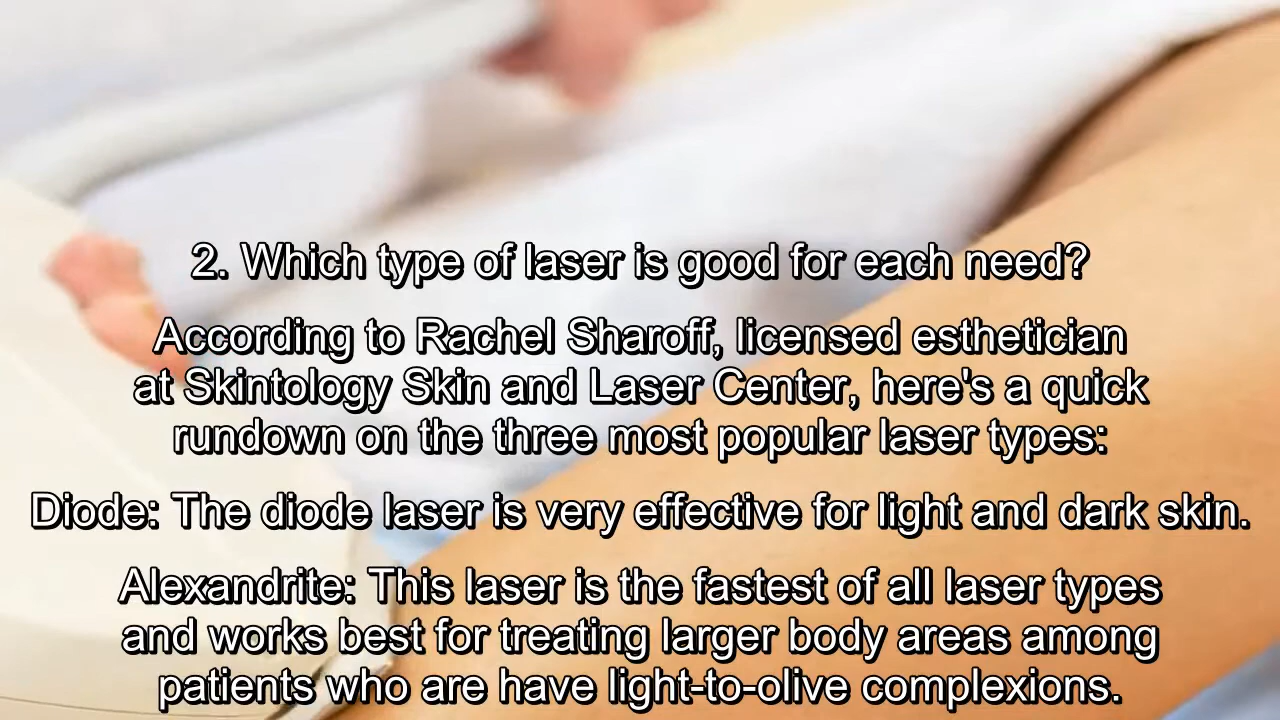 2. Which type of laser is good for each need?
According to Rachel Sharoff, licensed esthetician
at Skintology Skin and Laser Center, here's a quick
rundown on the three most popular laser types:
Diode: The diode laser is very effective for light and dark skin.
Alexandrite: This laser is the fastest of all laser types
and works best for treating larger body areas among
patients who are have light-to-olive complexions.